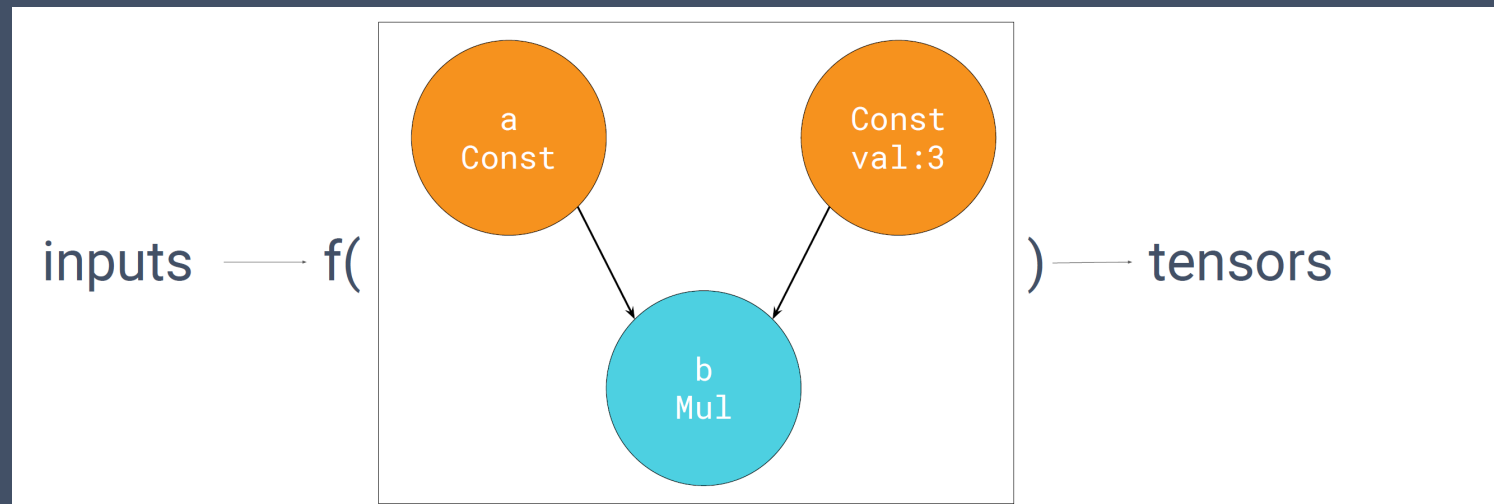 a
Const
Const
val:3
inputs
f(
)
tensors
b
Mul